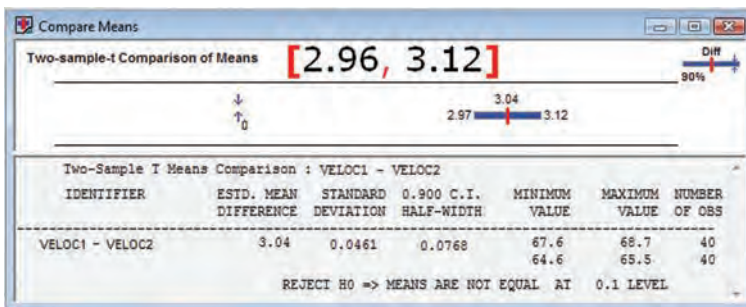 Compare Means
Two-sample-t Comparison of Means [2.96, 3.12]
Diff
90%
3.04
0
2.97 3.12
Two-Sample T Means Comparison : VELOC1 - VELOC2
IDENTIFIER ESTD. MEAN STANDARD 0.900 C.I. MINIMUM MAXIMUM NUMBER
DIFFERENCE DEVIATION HALF-WIDTH VALUE VALUE OF OBS
VELOC1 - VELOC2 3.04 0.0461 0.0768 67.6 68.7 40
64.6 65.5 40
REJECT H0 => MEANS ARE NOT EQUAL AT 0.1 LEVEL